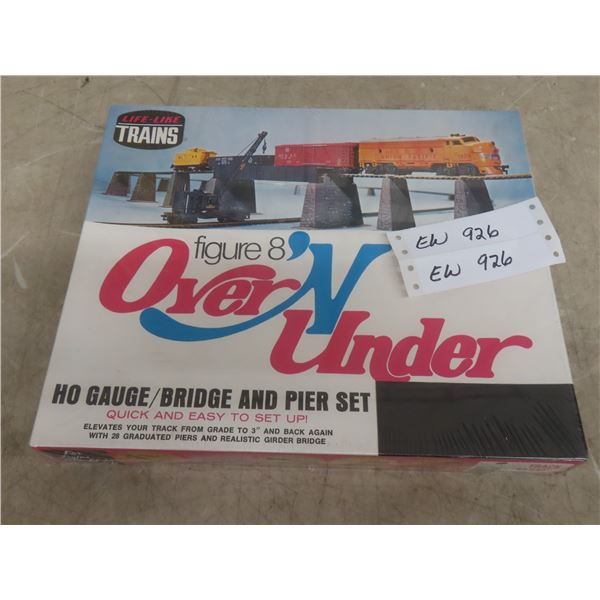 LIFE-LIKE
TRAINS
figure 8
Over 'N
Under
EW 926
EW 926
HO GAUGE/BRIDGE AND PIER SET
QUICK AND EASY TO SET UP!
ELEVATES YOUR TRACK FROM GRADE TO 3" AND BACK AGAIN
WITH 28 GRADUATED PIERS AND REALISTIC GIRDER BRIDGE
TRACK